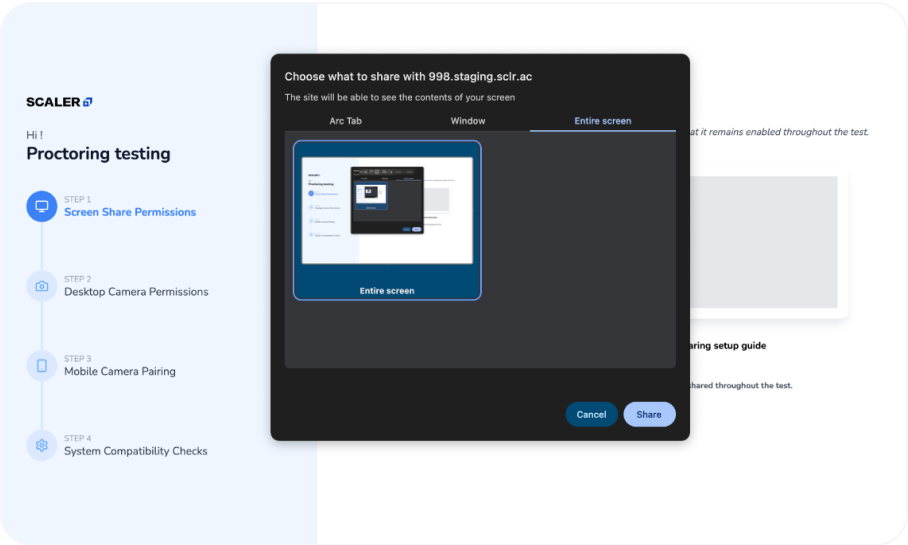 SCALER
Hi !
Proctoring testing
STEP 1
Screen Share Permissions
STEP 2
Desktop Camera Permissions
STEP 3
Mobile Camera Pairing
STEP 4
System Compatibility Checks
Choose what to share with 998.staging.sclr.ac
The site will be able to see the contents of your screen
Arc Tab
Window
Entire screen
Entire screen
Cancel
Share
at it remains enabled throughout the test.
aring setup guide
hared throughout the test.